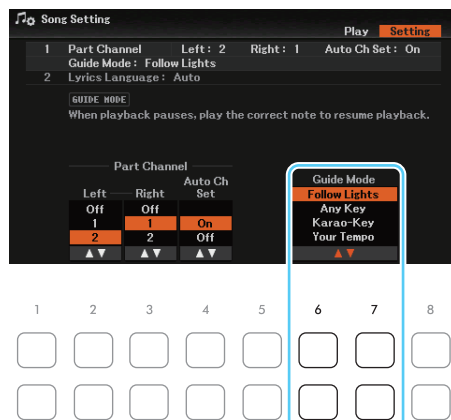 Song Setting
Play Setting
1 Part Channel Left : 2 Right : 1 Auto Ch Set : On
Guide Mode : Follow Lights
2 Lyrics Language : Auto
GUIDE MODE
When playback pauses, play the correct note to resume playback.
Part Channel
Left Right Auto Ch Set
Off Off
1 1 On
2 2 Off
▲▼ ▲▼ ▲▼
Guide Mode
Follow Lights
Any Key
Karao-Key
Your Tempo
▲▼
1 2 3 4 5 6 7 8